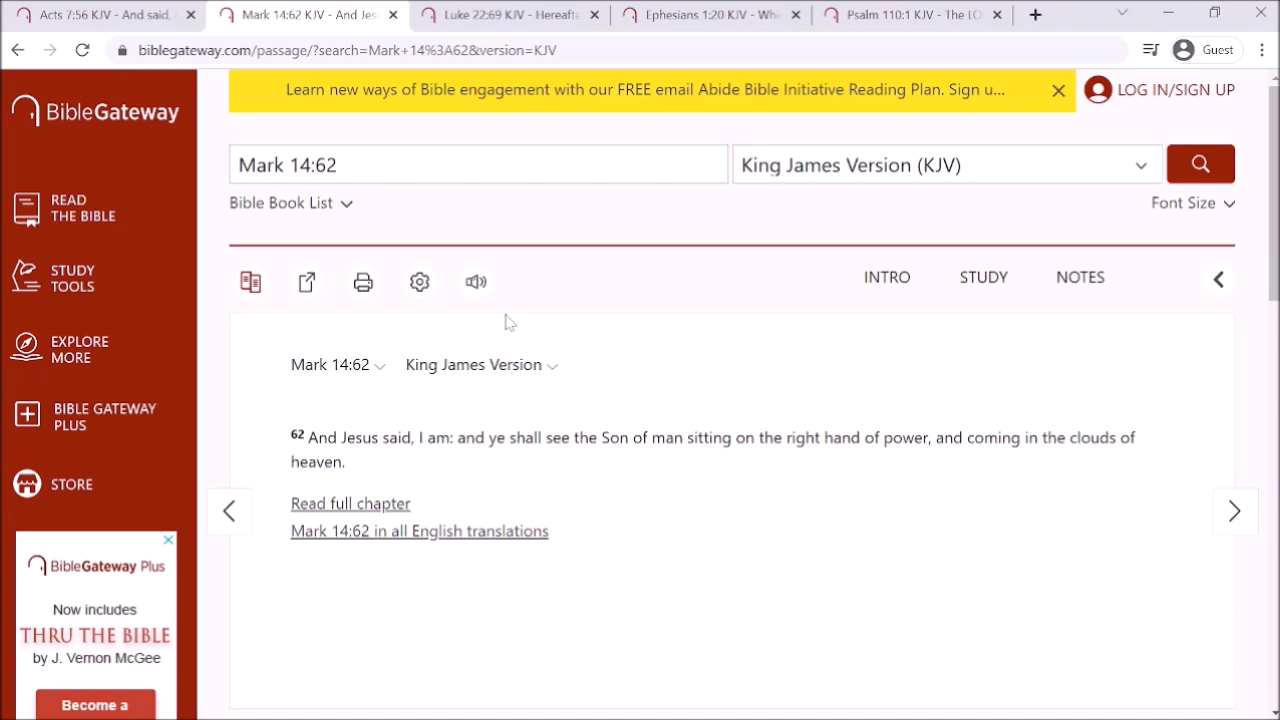 Acts 7:56 KJV - And said, I
Mark 14:62 KJV - And Jesu
Luke 22:69 KJV - Hereafte
Ephesians 1:20 KJV - Whi
Psalm 110:1 KJV - The LO
biblegateway.com/passage/?search=Mark+14%3A62&version=KJV
Guest
Learn new ways of Bible engagement with our FREE email Abide Bible Initiative Reading Plan. Sign u...
LOG IN/SIGN UP
BibleGateway
Mark 14:62
King James Version (KJV)
Bible Book List
Font Size
READ
THE BIBLE
STUDY
TOOLS
EXPLORE
MORE
BIBLE GATEWAY
PLUS
STORE
INTRO
STUDY
NOTES
Mark 14:62
King James Version
62 And Jesus said, I am: and ye shall see the Son of man sitting on the right hand of power, and coming in the clouds of
heaven.
Read full chapter
Mark 14:62 in all English translations
BibleGateway Plus
Now includes
THRU THE BIBLE
by J. Vernon McGee
Become a